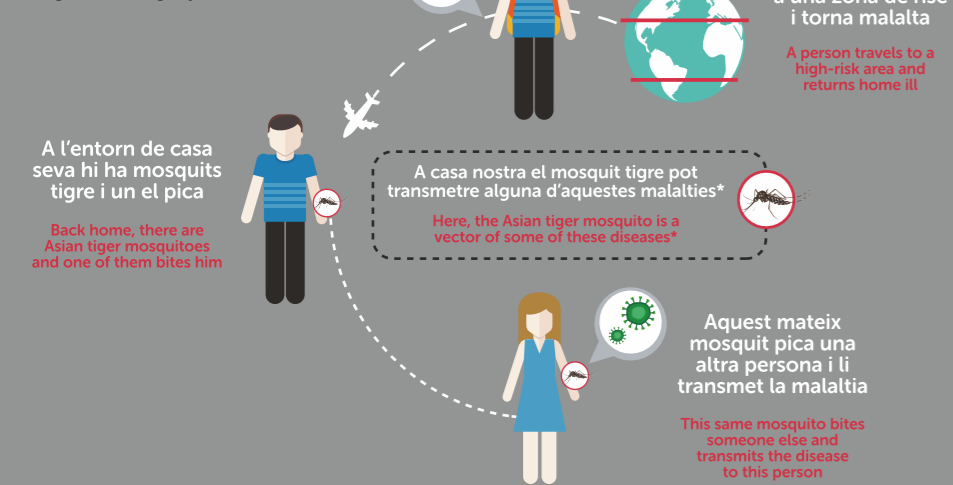 i torna malalta
A person travels to a
high-risk area and
returns home ill
A l'entorn de casa
seva hi ha mosquits
tigre i un el pica
Back home, there are
Asian tiger mosquitoes
and one of them bites him
A casa nostra el mosquit tigre pot
transmetre alguna d'aquestes malalties*
Here, the Asian tiger mosquito is a
vector of some of these diseases*
Aquest mateix
mosquit pica una
altra persona i li
transmet la malaltia
This same mosquito bites
someone else and
transmits the disease
to this person